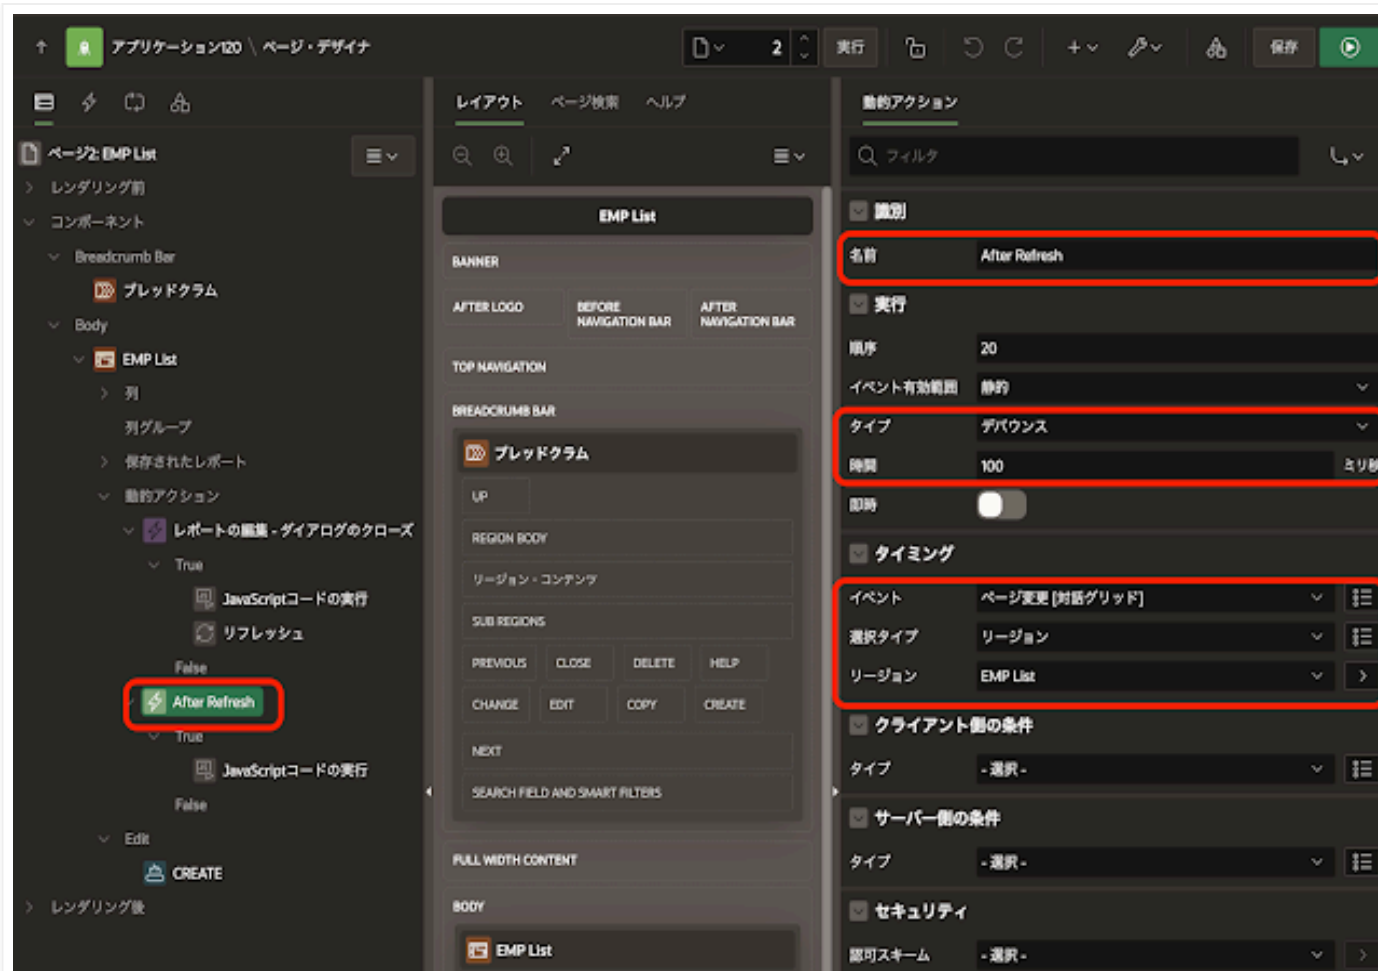 アプリケーション120 \ ページ・デザイナ
2
実行
保存
ページ2: EMP List
レンダリング前
コンポーネント
Breadcrumb Bar
ブレッドクラム
Body
EMP List
列
列グループ
保存されたレポート
動的アクション
レポートの編集 - ダイアログのクローズ
True
JavaScriptコードの実行
リフレッシュ
False
After Refresh
True
JavaScriptコードの実行
False
Edit
CREATE
レンダリング後
レイアウト ページ検索 ヘルプ
EMP List
BANNER
AFTER LOGO
BEFORE NAVIGATION BAR
AFTER NAVIGATION BAR
TOP NAVIGATION
BREADCRUMB BAR
ブレッドクラム
UP
REGION BODY
リージョン・コンテンツ
SUB REGIONS
PREVIOUS CLOSE DELETE HELP
CHANGE EDIT COPY CREATE
NEXT
SEARCH FIELD AND SMART FILTERS
FULL WIDTH CONTENT
BODY
EMP List
動的アクション
フィルタ
識別
名前 After Refresh
実行
順序 20
イベント有効範囲 静的
タイプ デバウンス
時間 100 ミリ秒
即時
タイミング
イベント ページ変更 [対話グリッド]
選択タイプ リージョン
リージョン EMP List
クライアント側の条件
タイプ - 選択 -
サーバー側の条件
タイプ - 選択 -
セキュリティ
認可スキーム - 選択 -